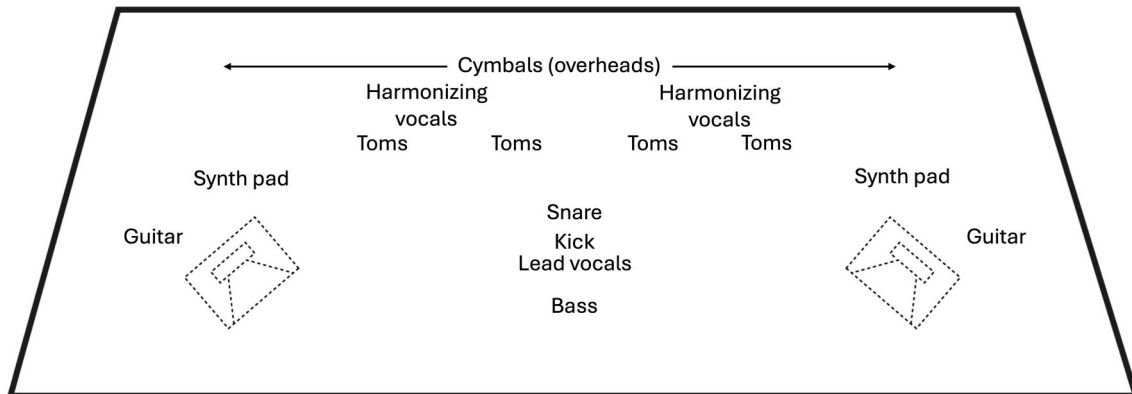 Cymbals (overheads)
Harmonizing
vocals
Harmonizing
vocals
Toms
Toms
Toms
Toms
Synth pad
Synth pad
Snare
Guitar
Kick
Guitar
Lead vocals
Bass